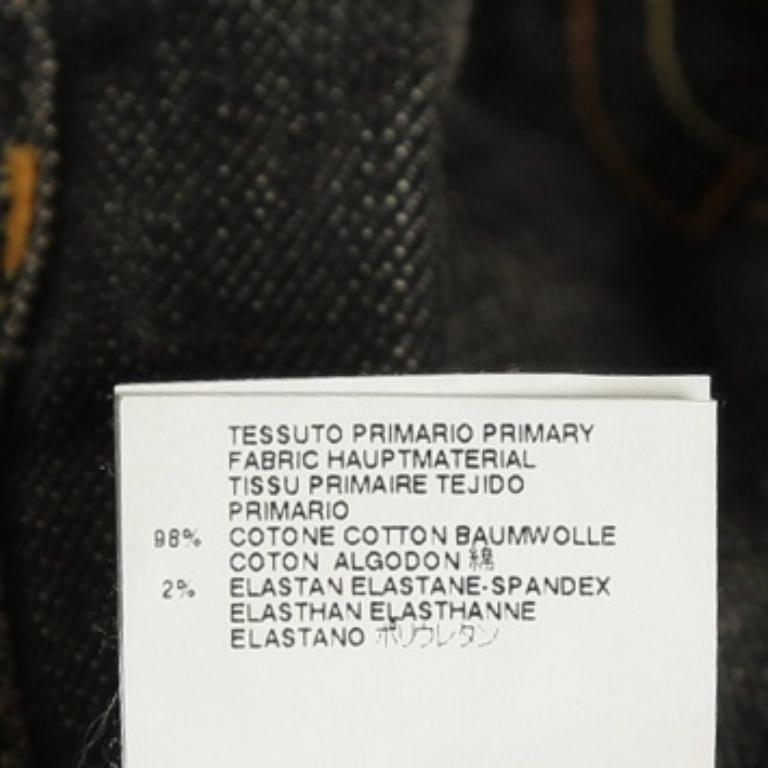 TESSUTO PRIMARIO PRIMARY
FABRIC HAUPTMATERIAL
TISSU PRIMAIRE TEJIDO
PRIMARIO
98% COTONE COTTON BAUMWOLLE
COTON ALGODON 綿
2% ELASTAN ELASTANE-SPANDEX
ELASTHAN ELASTHANNE
ELASTANO ポリウレタン